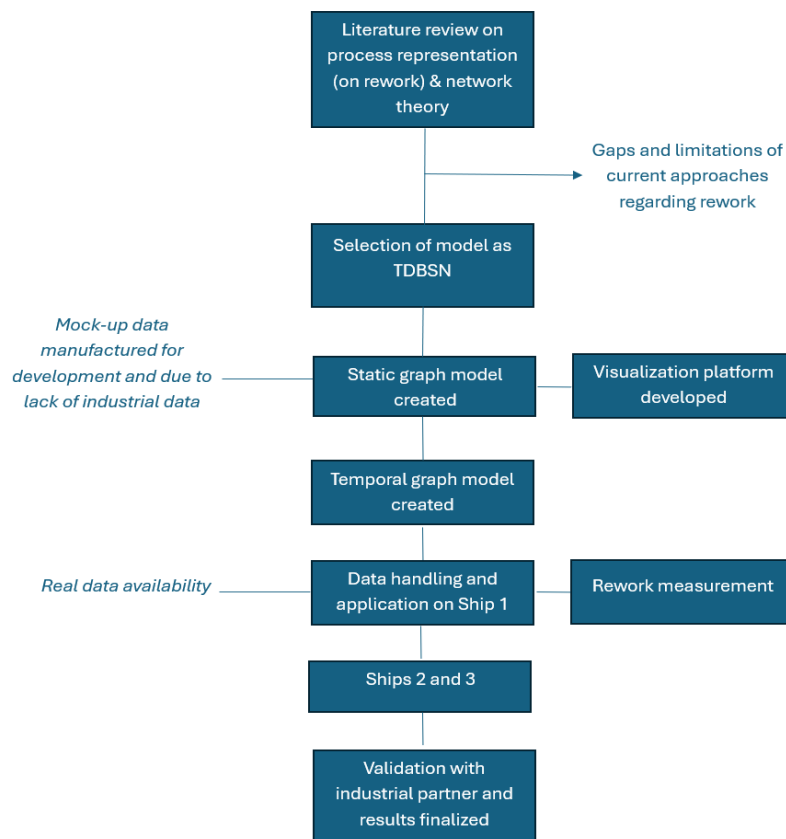 Literature review on
process representation
(on rework) & network
theory
Gaps and limitations of
current approaches
regarding rework
Selection of model as
TDBSN
Mock-up data
manufactured for
development and due to
lack of industrial data
Static graph model
created
Visualization platform
developed
Temporal graph model
created
Real data availability
Data handling and
application on Ship 1
Rework measurement
Ships 2 and 3
Validation with
industrial partner and
results finalized